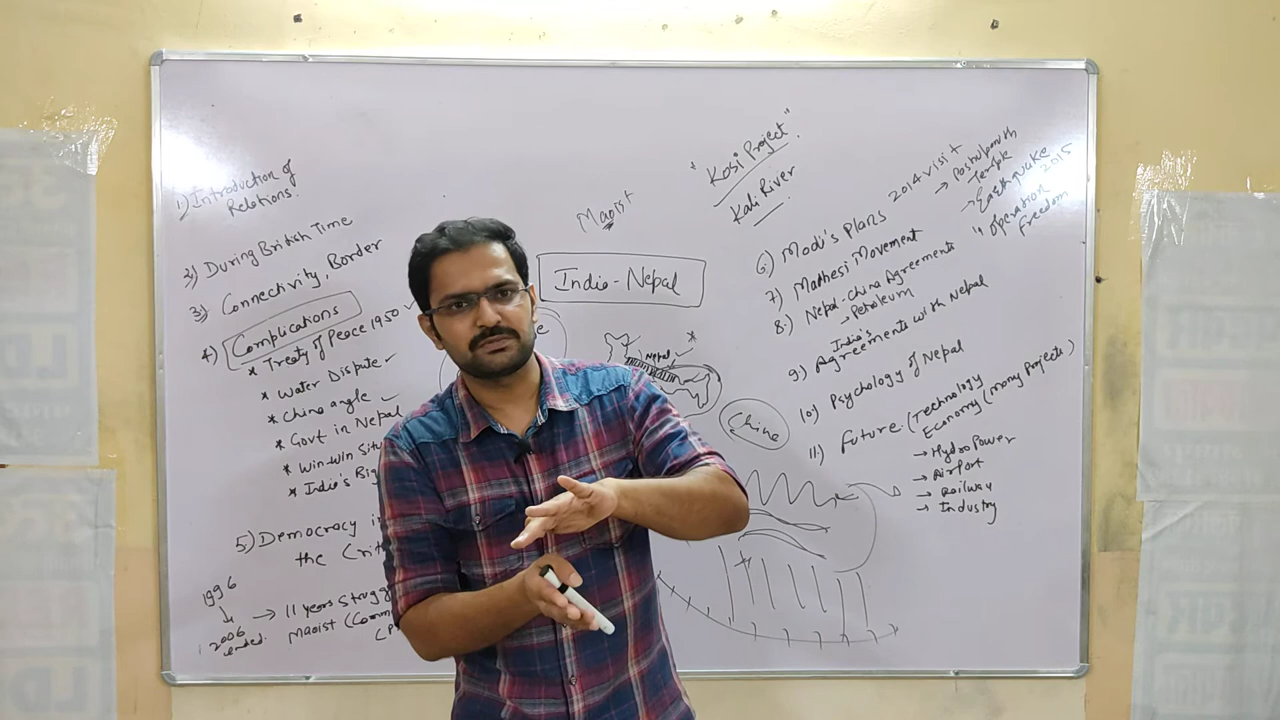 1) Introduction of
Relations.
2) During British Time
3) Connectivity, Border
4) Complications
* Treaty of Peace 1950
* Water Dispute
* China angle
* Govt in Nepal
* Win-Win Situ
* India's Big
5) Democracy in
the Crit
1996
2006
ended.
→ 11 years Strugg
Maoist (Comm
Maoist
India-Nepal
Nepal
*
China
"Kosi Project"
Kali River
6.) Modi's plans 2014 visit
→ Pashupnath
Temple
→ Earthquake 2015
"Operation
Freedom
7) Madhesi Movement
8.) Nepal-China Agreements
→ Petroleum
9) India's Agreements with Nepal
10) Psychology of Nepal
11.) Future. (Technology
Economy (many Projects)
→ Hydro Power
→ Airport
→ Railway
→ Industry